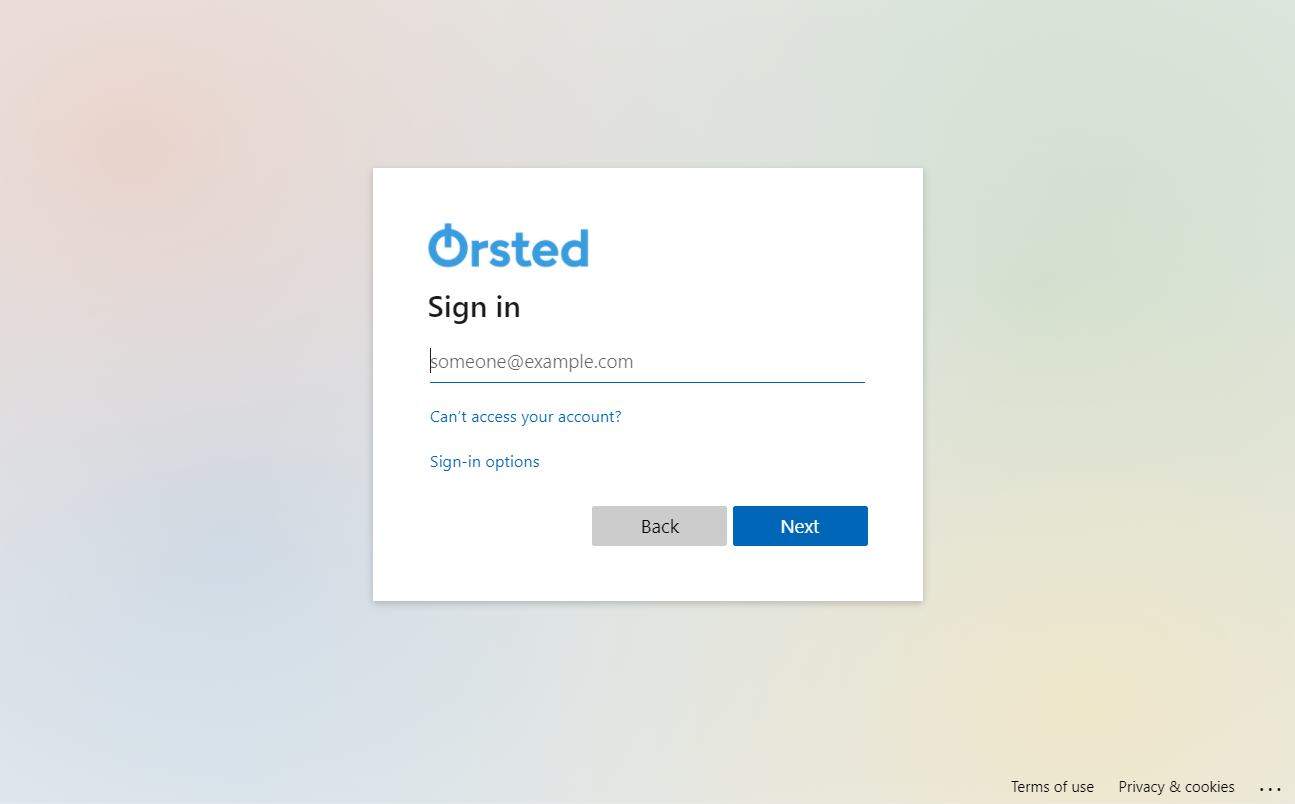 Ørsted
Sign in
someone@example.com
Can't access your account?
Sign-in options
Back Next
Terms of use Privacy & cookies ...